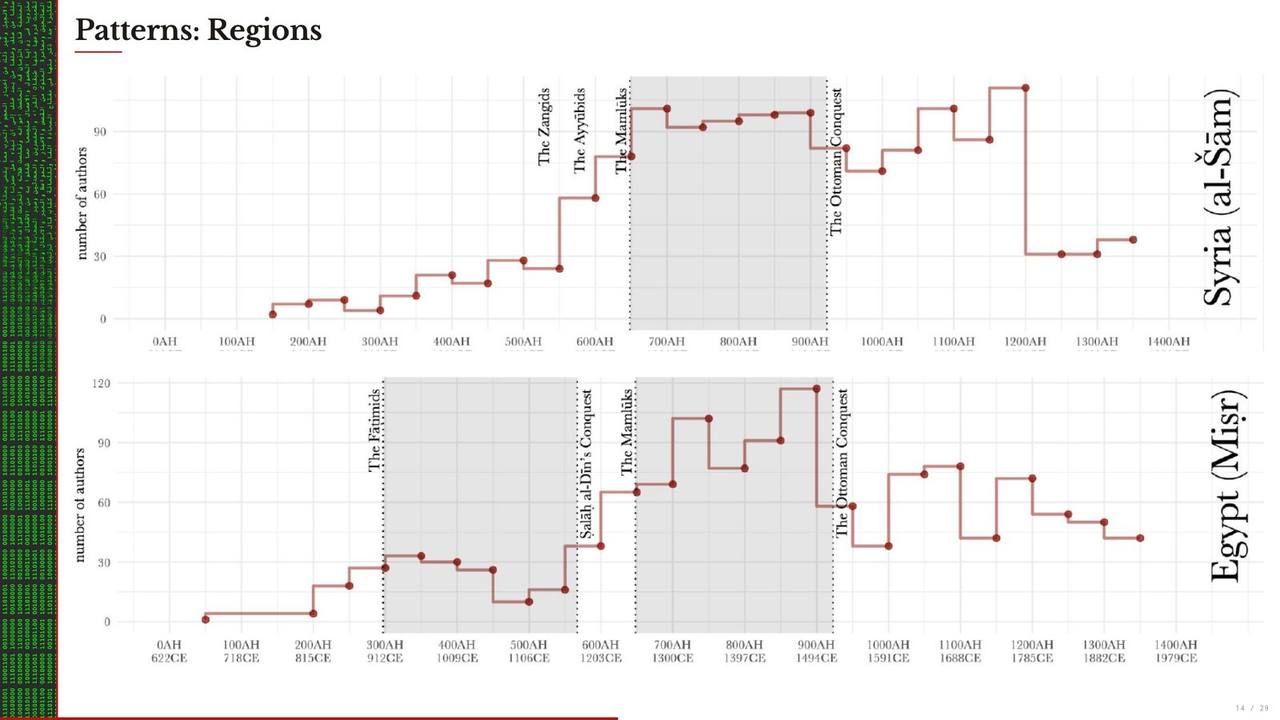 Patterns: Regions
number of authors
90
60
30
0
The Zangids
The Ayyūbids
The Mamlūks
The Ottoman Conquest
Syria (al-Šām)
0AH 100AH 200AH 300AH 400AH 500AH 600AH 700AH 800AH 900AH 1000AH 1100AH 1200AH 1300AH 1400AH
number of authors
120
90
60
30
0
The Fāṭimids
Ṣalāḥ al-Dīn's Conquest
The Mamlūks
The Ottoman Conquest
Egypt (Miṣr)
0AH 100AH 200AH 300AH 400AH 500AH 600AH 700AH 800AH 900AH 1000AH 1100AH 1200AH 1300AH 1400AH
622CE 718CE 815CE 912CE 1009CE 1106CE 1203CE 1300CE 1397CE 1494CE 1591CE 1688CE 1785CE 1882CE 1979CE
14 / 29